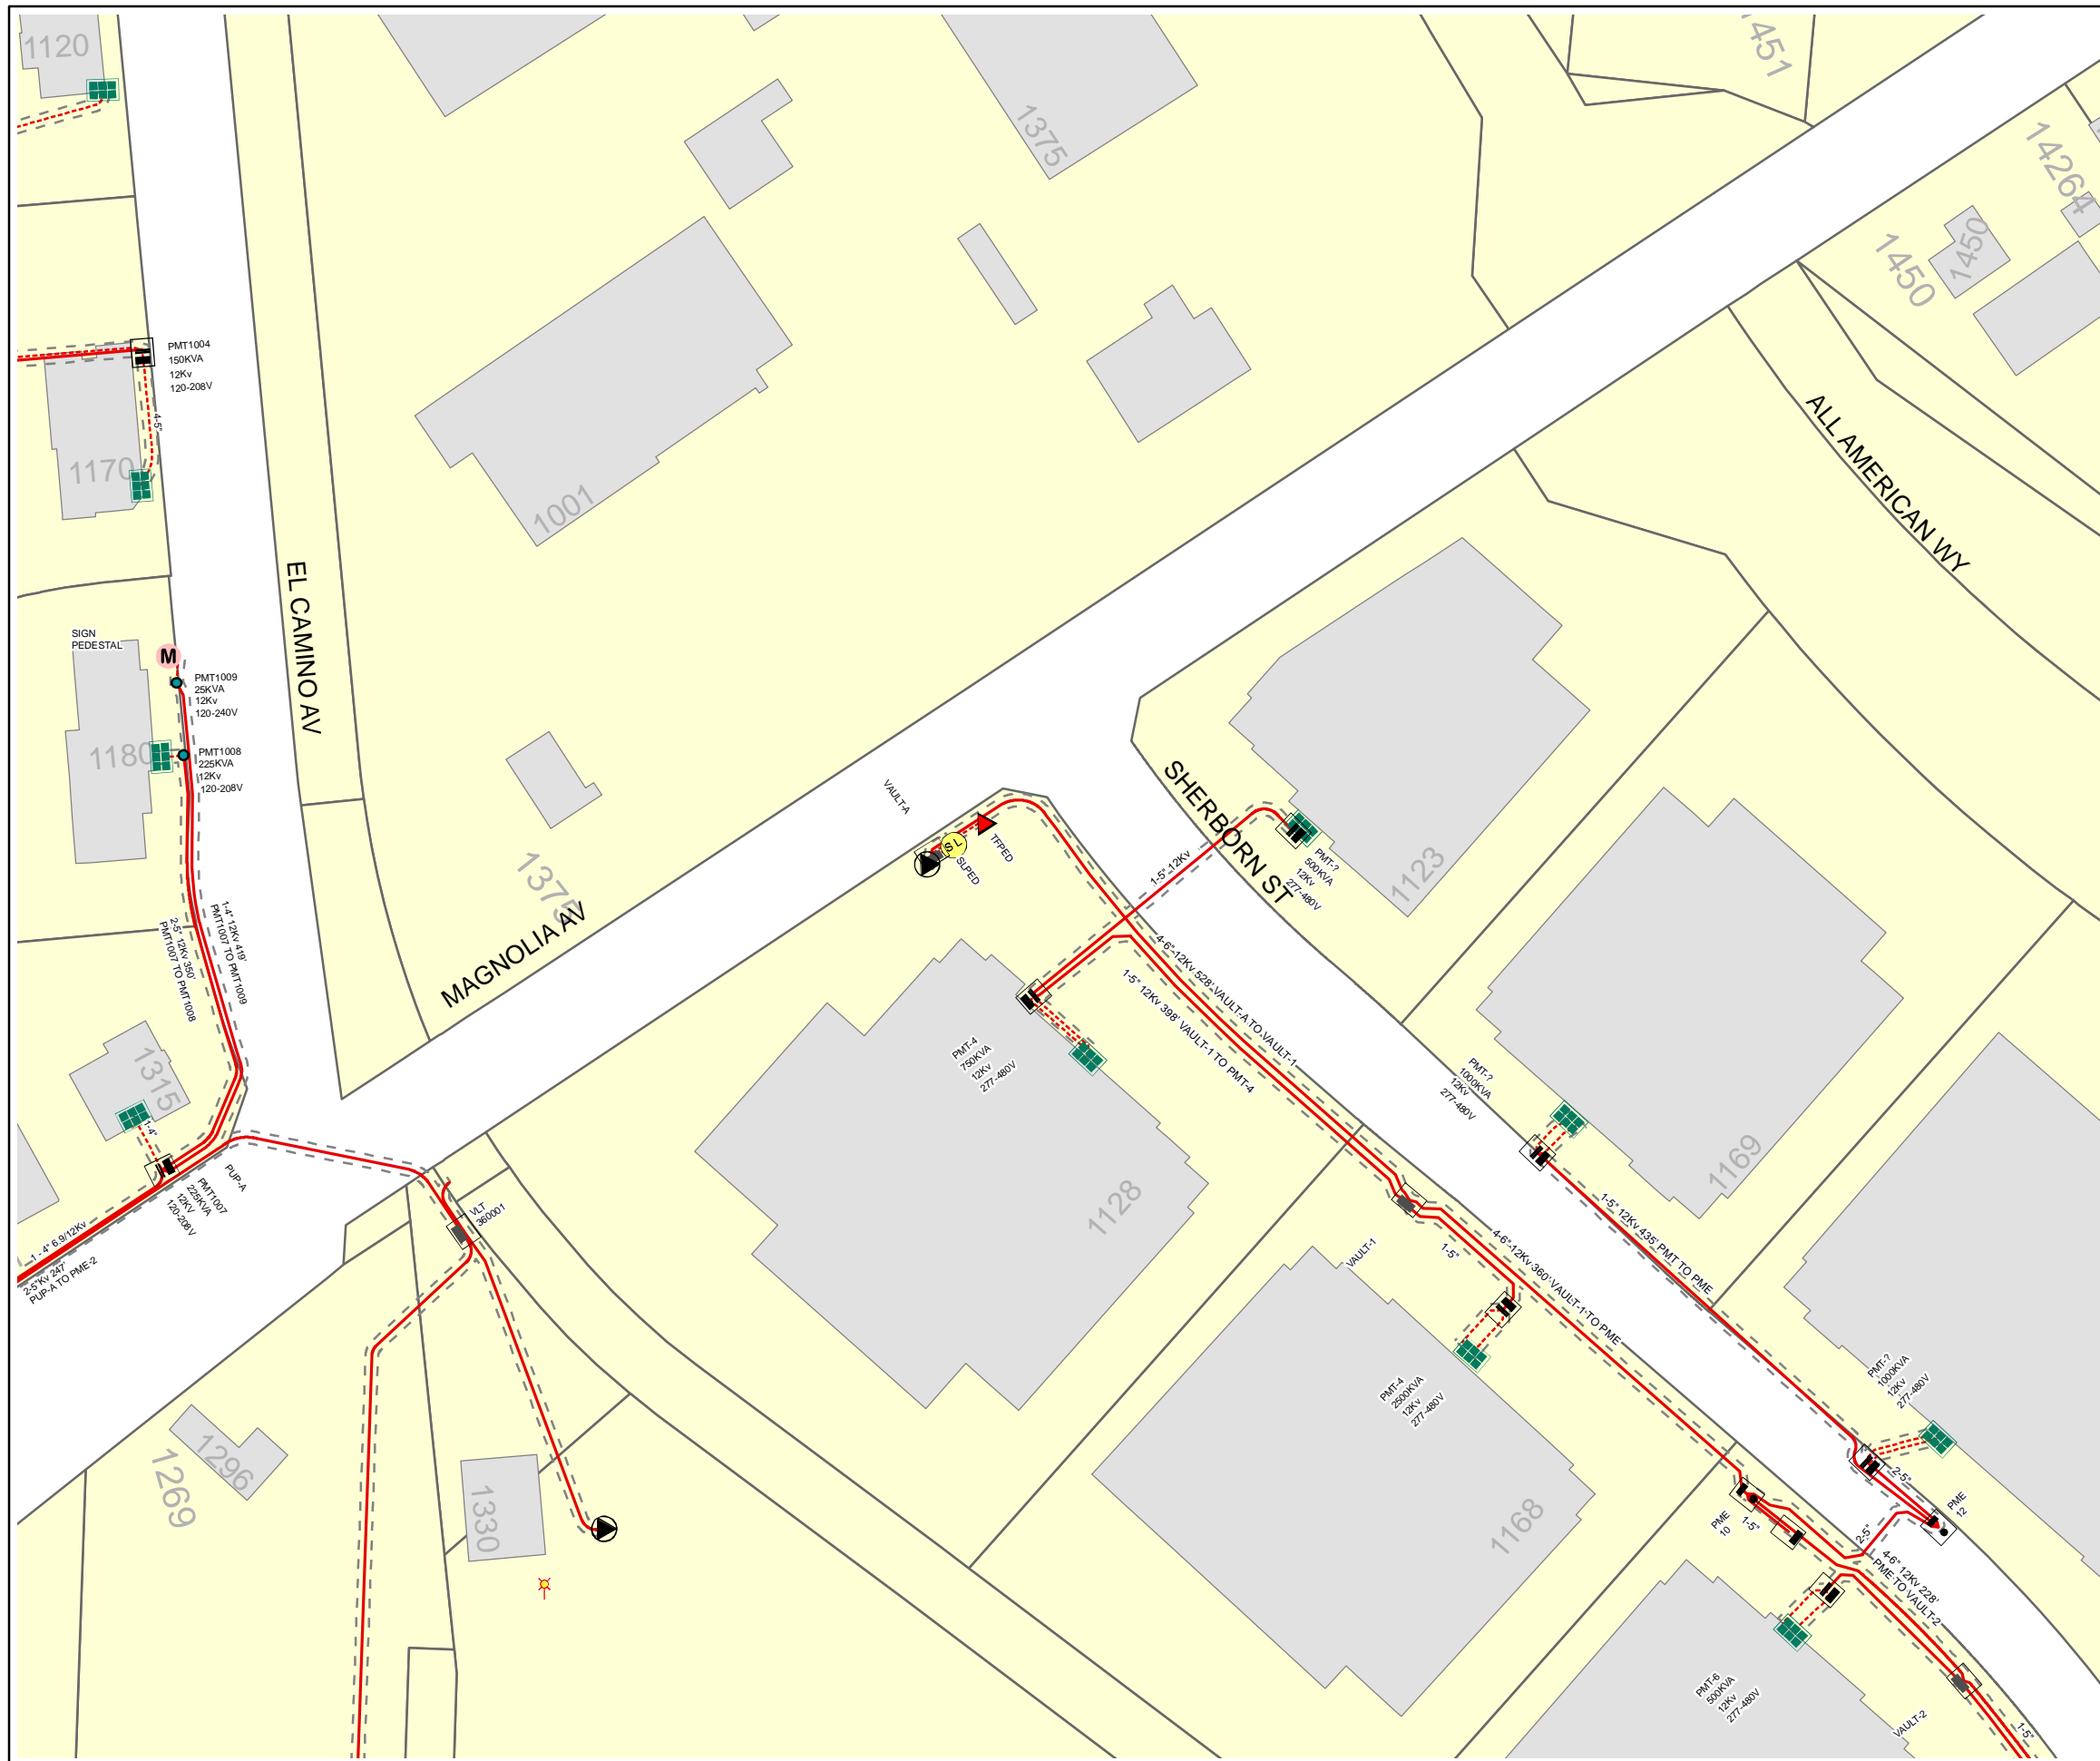 1120
1451
1375
14264
1450
1450
PMT1004
150KVA
12Kv
120-208V
4-5"
1170
1001
ALL AMERICAN WY
EL CAMINO AV
SIGN
PEDESTAL
M
PMT1009
25KVA
12Kv
120-240V
1180
PMT1008
225KVA
12Kv
120-208V
VAULT-A
S L
TFPED
SLPED
SHERBORN ST
1-5" 12Kv
PMT-?
500KVA
12Kv
277-480V
1123
1375
MAGNOLIA AV
1-4" 12Kv 419'
PMT1007 TO PMT1009
2-5" 12Kv 350'
PMT1007 TO PMT1008
4-6" 12Kv 528' VAULT-A TO VAULT-1
1-5" 12Kv 398' VAULT-1 TO PMT-4
PMT-4
750KVA
12Kv
277-480V
PMT-?
1000KVA
12Kv
277-480V
1315
1-4"
PUP-A
PMT1007
225KVA
12KV
120-208V
VLT
360001
1-4" 6.9/12Kv
2-5"Kv 247'
PUP-A TO PME-2
1128
1169
1-5" 12Kv 435' PMT TO PME
VAULT-1
1-5"
4-6" 12Kv 360' VAULT-1 TO PME
PMT-4
2500KVA
12Kv
277-480V
PMT-?
1000KVA
12Kv
277-480V
1296
1269
1330
1168
2-5"
PME
12
PME
10
1-5"
2-5"
4-6" 12Kv 228'
PME TO VAULT-2
PMT-6
500KVA
12Kv
277-480V
VAULT-2
1-5"